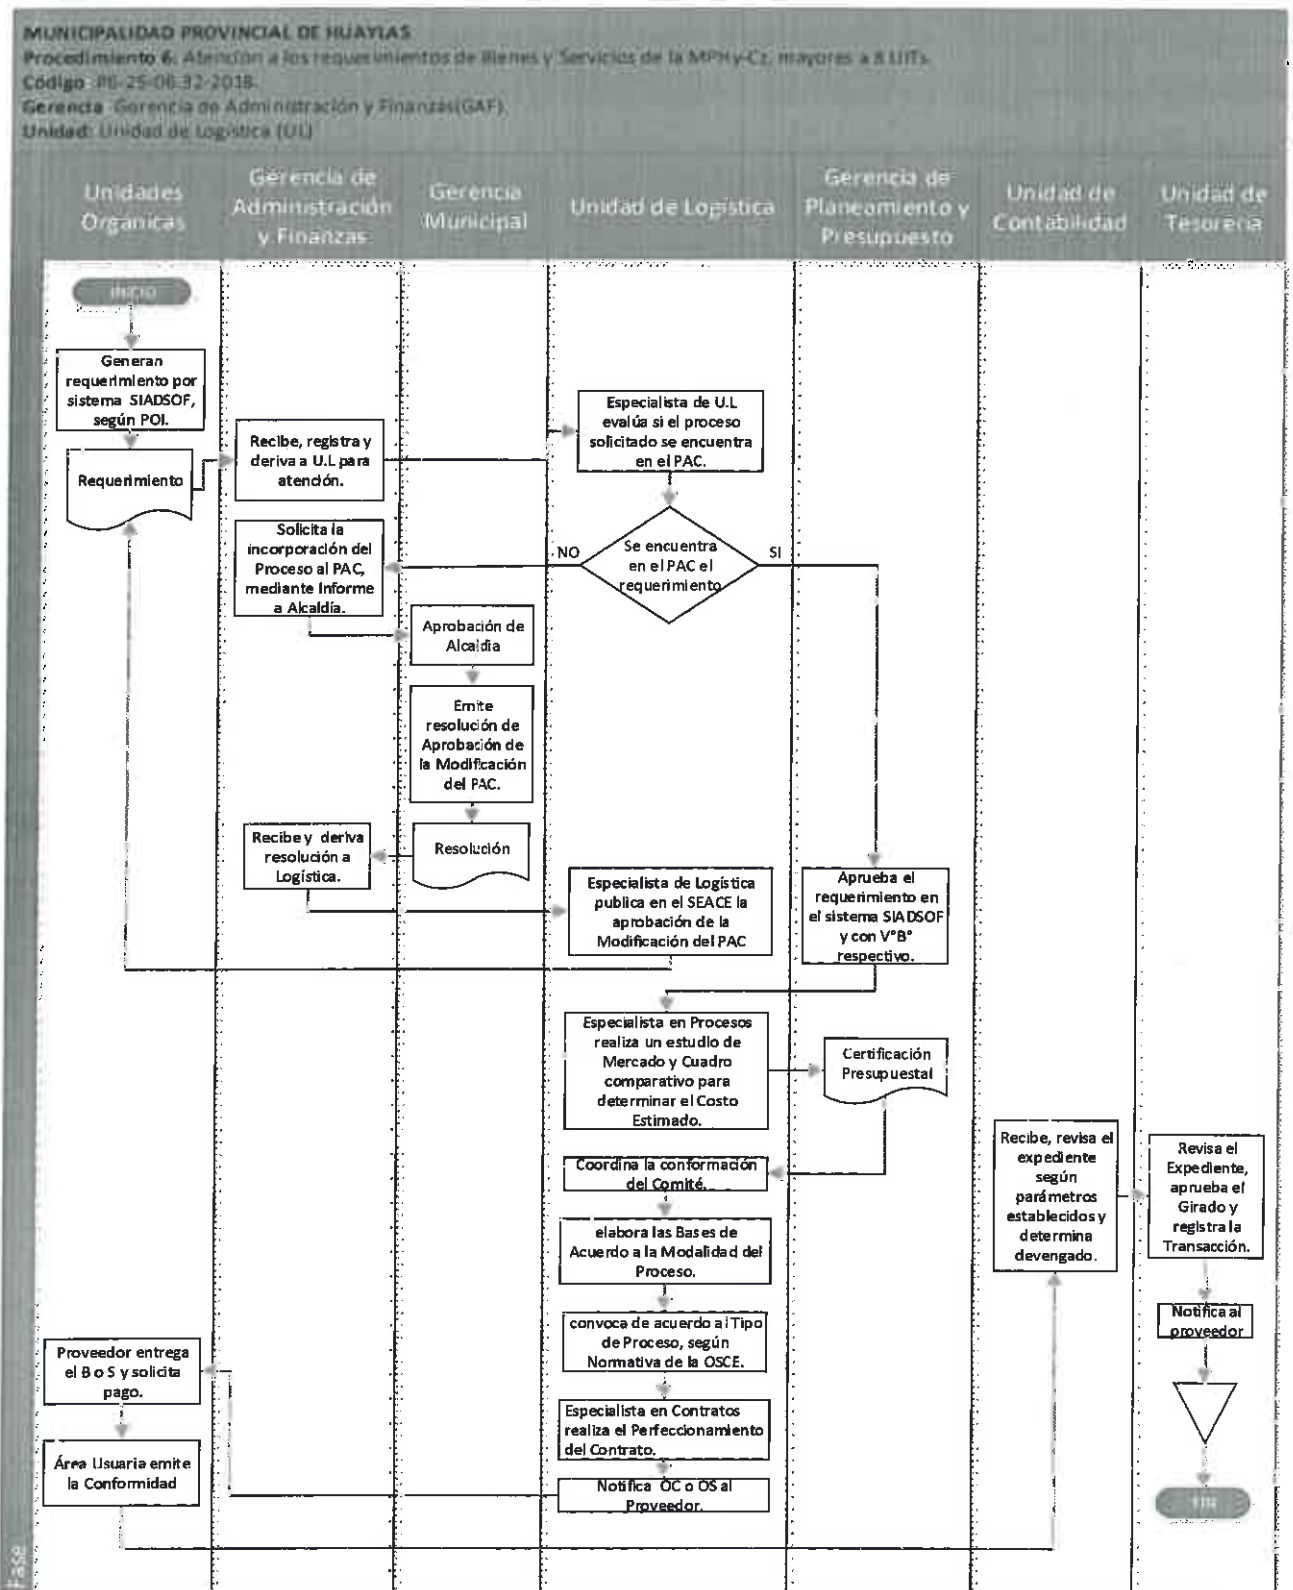 MUNICIPALIDAD PROVINCIAL DE HUAYLAS
Procedimiento 6: Atencion a los requerimientos de Bienes y Servicios de la MPHy-Cz, mayores a 8 UITs.
Código P6-25-06.32-2018.
Gerencia Gerencia de Administración y Finanzas(GAF)
Unidad: Unidad de Logística (UL)
Unidades
Organicas
Gerencia de
Administración
y Finanzas
Gerencia
Municipal
Unidad de Logística
Gerencia de
Planeamiento y
Presupuesto
Unidad de
Contabilidad
Unidad de
Tesoreria
INICIO
Generan
requerimiento por
sistema SIADSOF,
según POI.
Requerimiento
Recibe, registra y
deriva a U.L para
atención.
Especialista de U.L
evalúa si el proceso
solicitado se encuentra
en el PAC.
Se encuentra
en el PAC el
requerimiento
NO
SI
Solicita la
incorporación del
Proceso al PAC,
mediante Informe
a Alcaldía.
Aprobación de
Alcaldia
Emite
resolución de
Aprobación de
la Modificación
del PAC.
Resolución
Recibe y deriva
resolución a
Logística.
Especialista de Logística
publica en el SEACE la
aprobación de la
Modificación del PAC
Aprueba el
requerimiento en
el sistema SIADSOF
y con V°B°
respectivo.
Especialista en Procesos
realiza un estudio de
Mercado y Cuadro
comparativo para
determinar el Costo
Estimado.
Certificación
Presupuestal
Coordina la conformación
del Comité.
elabora las Bases de
Acuerdo a la Modalidad del
Proceso.
convoca de acuerdo al Tipo
de Proceso, según
Normativa de la OSCE.
Especialista en Contratos
realiza el Perfeccionamiento
del Contrato.
Notifica OC o OS al
Proveedor.
Proveedor entrega
el B o S y solicita
pago.
Área Usuaria emite
la Conformidad
Recibe, revisa el
expediente
según
parámetros
establecidos y
determina
devengado.
Revisa el
Expediente,
aprueba el
Girado y
registra la
Transacción.
Notifica al
proveedor
FIN
Fase